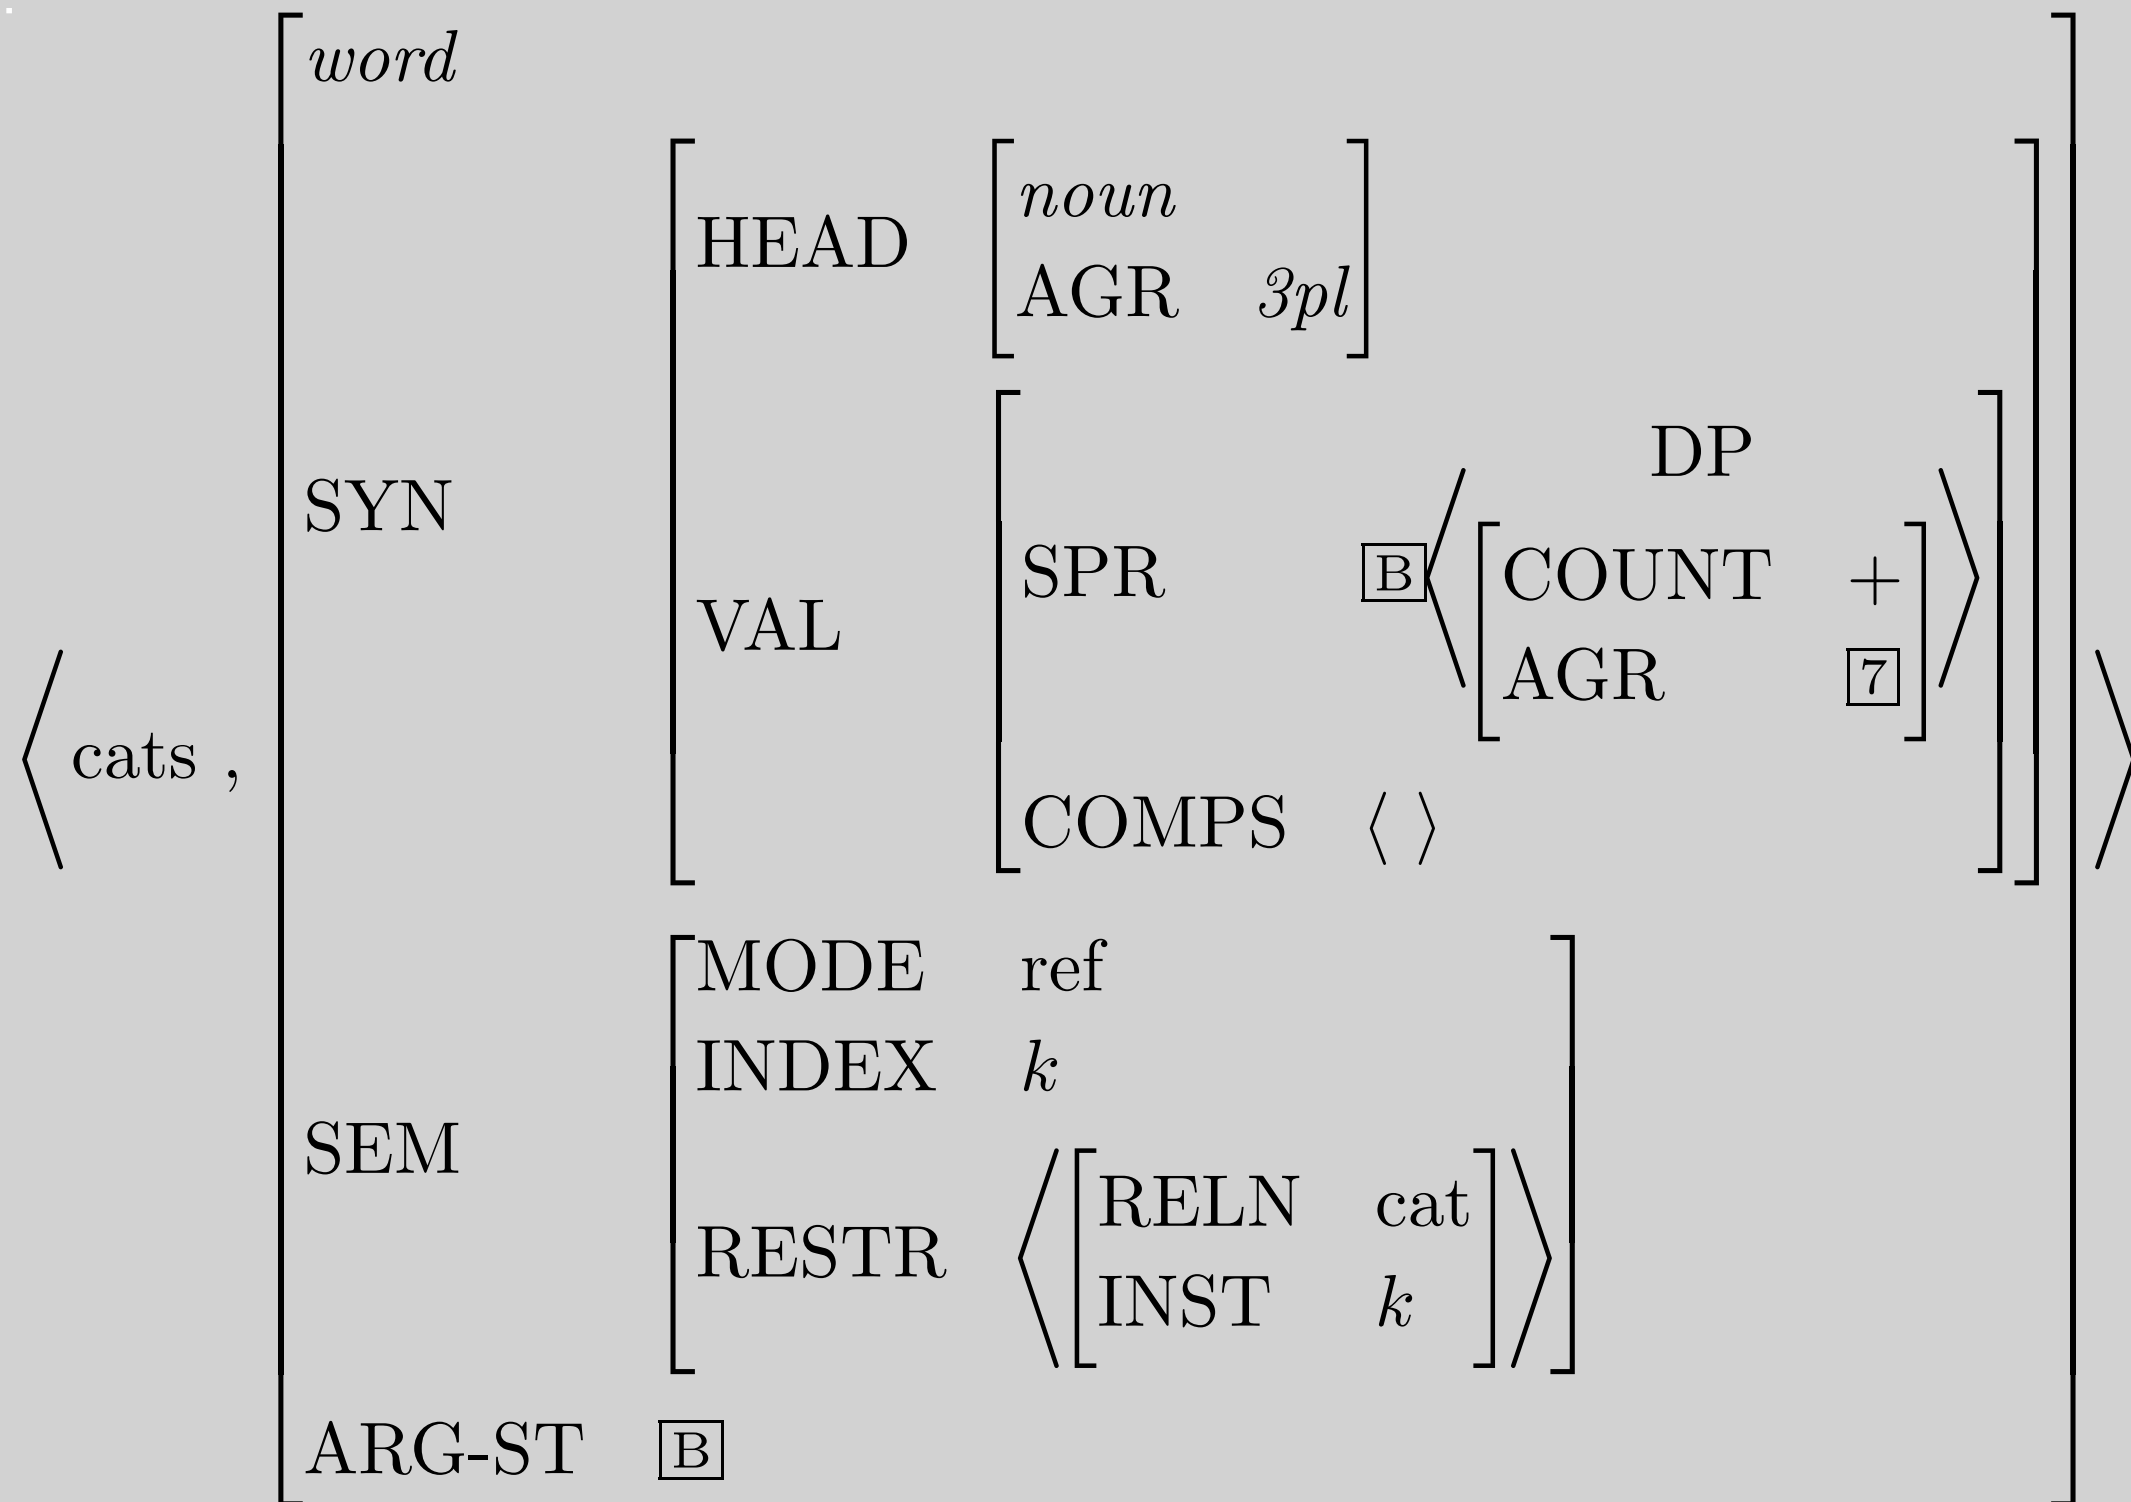 word
HEAD noun
AGR 3pl
SYN
VAL
DP
SPR B COUNT +
AGR 7
COMPS ⟨ ⟩
⟨cats ,
MODE ref
INDEX k
SEM
RESTR ⟨ RELN cat
INST k ⟩
ARG-ST B